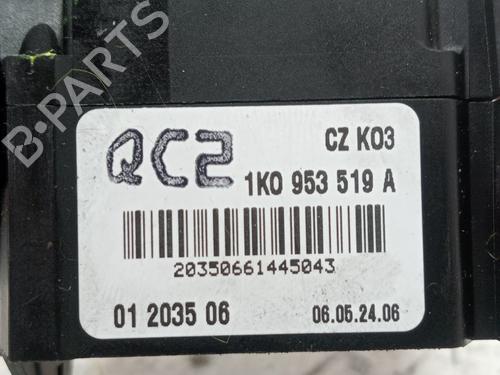 B-PARTS
QC2
CZ K03
1K0 953 519 A
20350661445043
01 2035 06
06.05.24.06